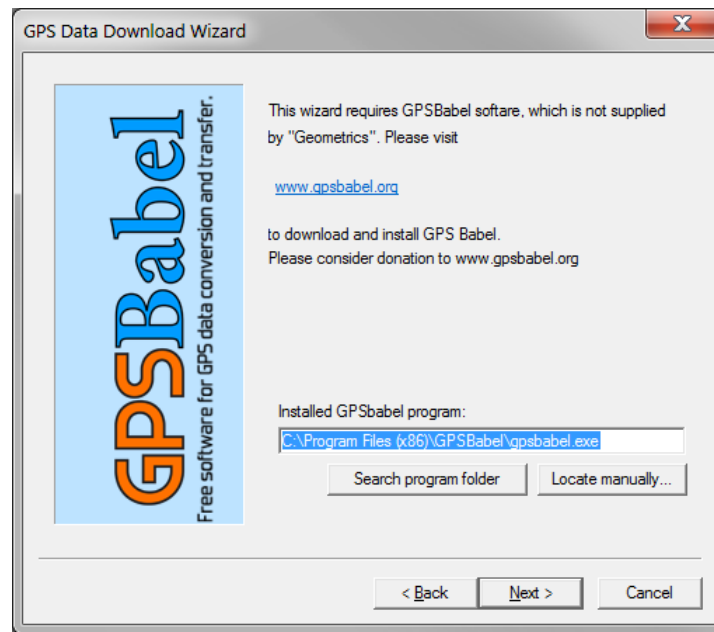 GPS Data Download Wizard
GPSBabel
Free software for GPS data conversion and transfer.
This wizard requires GPSBabel softare, which is not supplied
by "Geometrics". Please visit
www.gpsbabel.org
to download and install GPS Babel.
Please consider donation to www.gpsbabel.org
Installed GPSbabel program:
C:\Program Files (x86)\GPSBabel\gpsbabel.exe
Search program folder
Locate manually...
< Back
Next >
Cancel